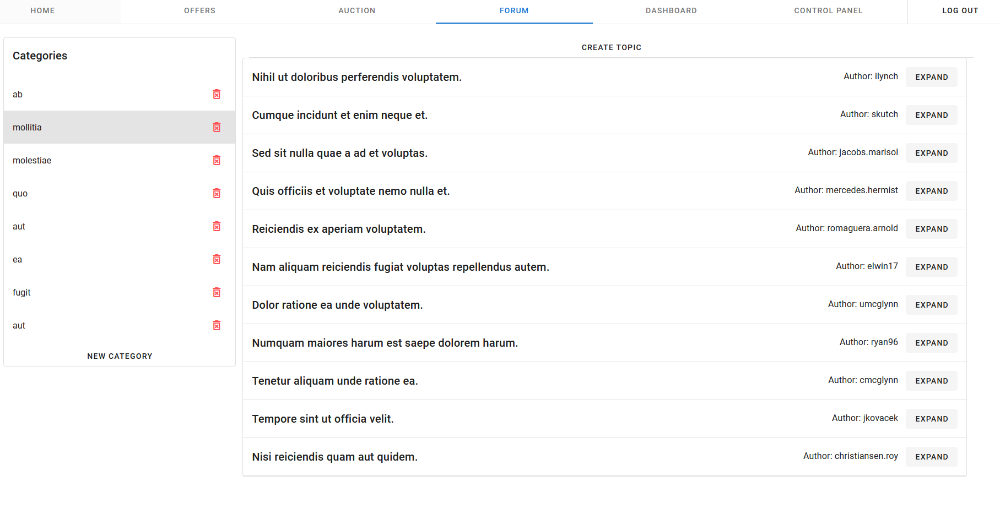 HOME OFFERS AUCTION FORUM DASHBOARD CONTROL PANEL LOG OUT
Categories
ab
mollitia
molestiae
quo
aut
ea
fugit
aut
NEW CATEGORY
CREATE TOPIC
Nihil ut doloribus perferendis voluptatem. Author: ilynch EXPAND
Cumque incidunt et enim neque et. Author: skutch EXPAND
Sed sit nulla quae a ad et voluptas. Author: jacobs.marisol EXPAND
Quis officiis et voluptate nemo nulla et. Author: mercedes.hermist EXPAND
Reiciendis ex aperiam voluptatem. Author: romaguera.arnold EXPAND
Nam aliquam reiciendis fugiat voluptas repellendus autem. Author: elwin17 EXPAND
Dolor ratione ea unde voluptatem. Author: umcglynn EXPAND
Numquam maiores harum est saepe dolorem harum. Author: ryan96 EXPAND
Tenetur aliquam unde ratione ea. Author: cmcglynn EXPAND
Tempore sint ut officia velit. Author: jkovacek EXPAND
Nisi reiciendis quam aut quidem. Author: christiansen.roy EXPAND